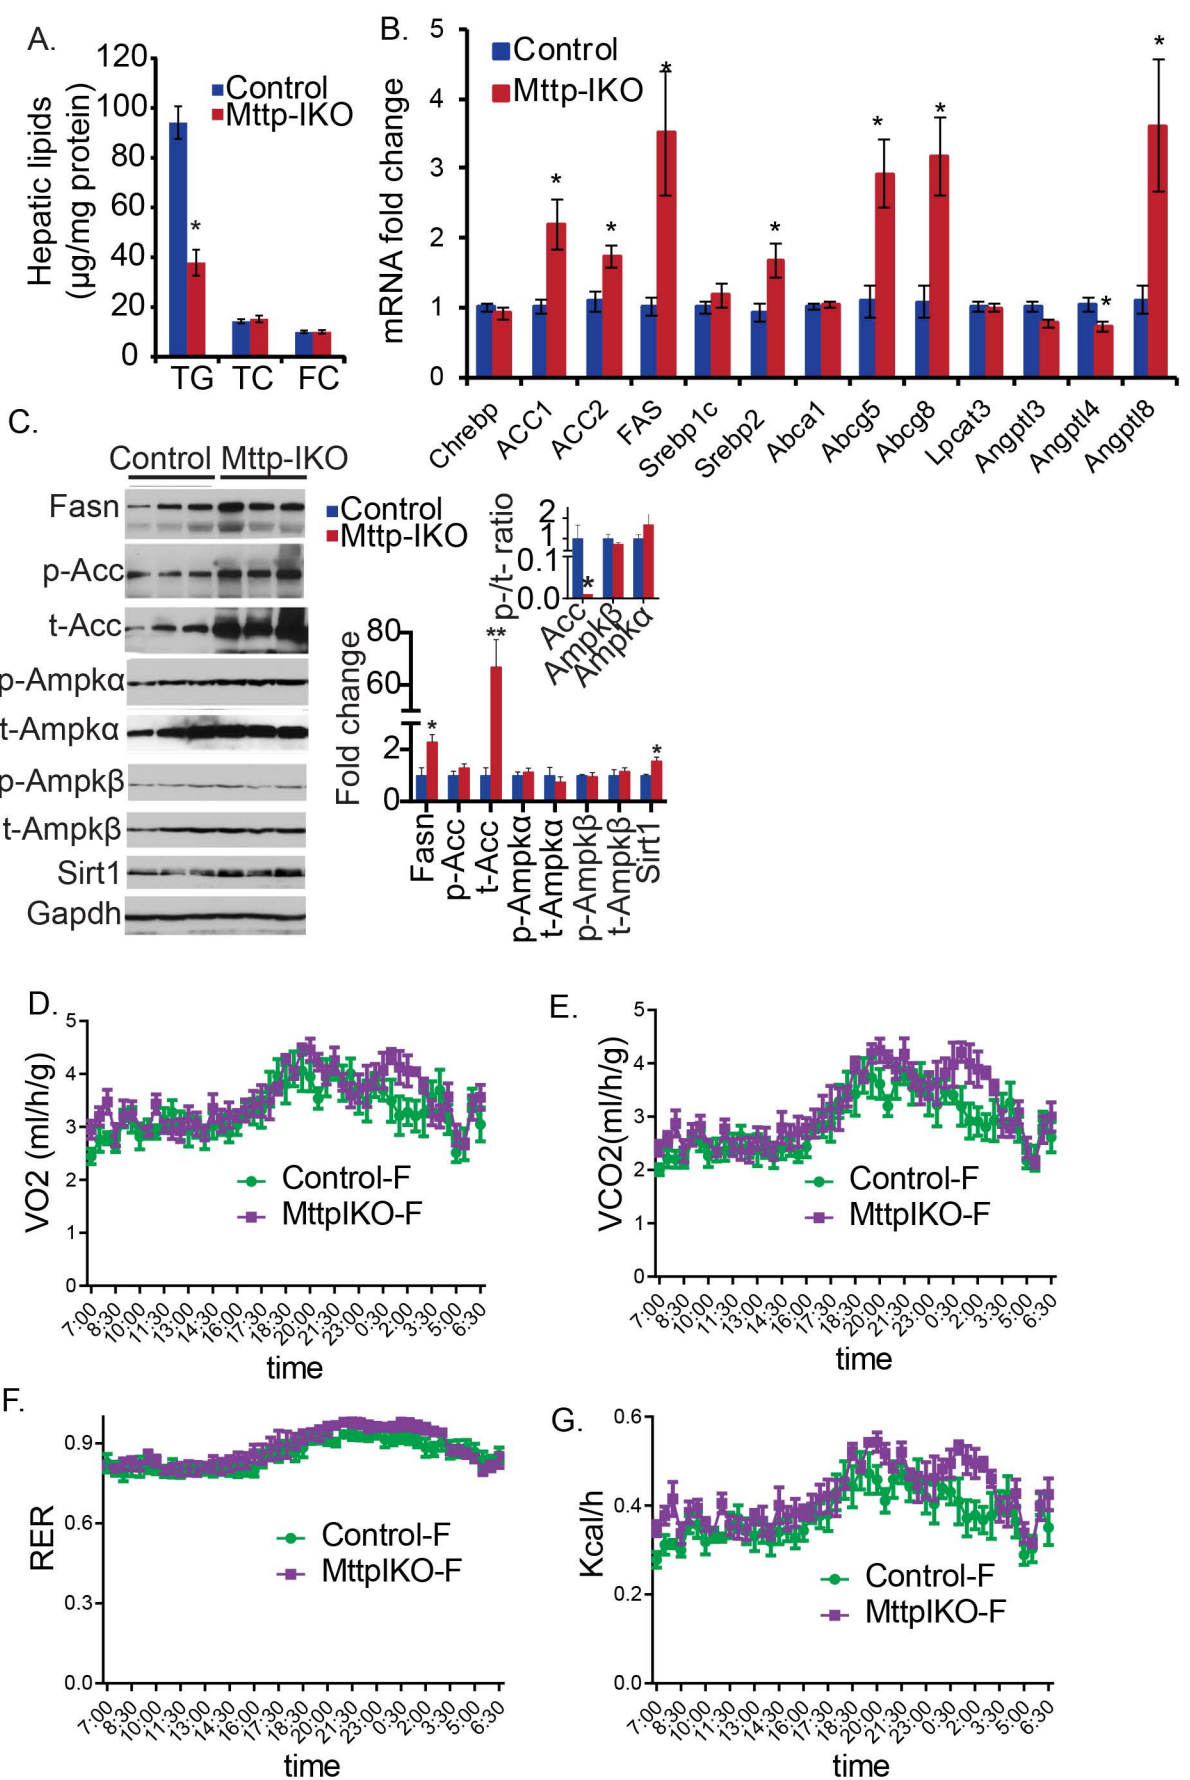 A.
Hepatic lipids
(µg/mg protein)
120
100
80
60
40
20
0
Control
Mttp-IKO
*
TG TC FC
B.
mRNA fold change
5
4
3
2
1
0
Control
Mttp-IKO
* * * * * * * * *
Chrebp ACC1 ACC2 FAS Srebp1c Srebp2 Abca1 Abcg5 Abcg8 Lpcat3 Angptl3 Angptl4 Angptl8
C.
Control Mttp-IKO
Fasn
p-Acc
t-Acc
p-Ampkα
t-Ampkα
p-Ampkβ
t-Ampkβ
Sirt1
Gapdh
Control
Mttp-IKO
p-/t- ratio
2
1
0.1
0.0
*
Acc Ampkβ Ampkα
Fold change
80
60
2
0
* ** *
Fasn p-Acc t-Acc p-Ampkα t-Ampkα p-Ampkβ t-Ampkβ Sirt1
D.
VO2 (ml/h/g)
5
4
3
2
1
0
Control-F
MttpIKO-F
7:00 8:30 10:00 11:30 13:00 14:30 16:00 17:30 18:30 20:00 21:30 23:00 0:30 2:00 3:30 5:00 6:30
time
E.
VCO2(ml/h/g)
5
4
3
2
1
0
Control-F
MttpIKO-F
7:00 8:30 10:00 11:30 13:00 14:30 16:00 17:30 18:30 20:00 21:30 23:00 0:30 2:00 3:30 5:00 6:30
time
F.
RER
0.9
0.6
0.3
0.0
Control-F
MttpIKO-F
7:00 8:30 10:00 11:30 13:00 14:30 16:00 17:30 18:30 20:00 21:30 23:00 0:30 2:00 3:30 5:00 6:30
time
G.
Kcal/h
0.6
0.4
0.2
0.0
Control-F
MttpIKO-F
7:00 8:30 10:00 11:30 13:00 14:30 16:00 17:30 18:30 20:00 21:30 23:00 0:30 2:00 3:30 5:00 6:30
time